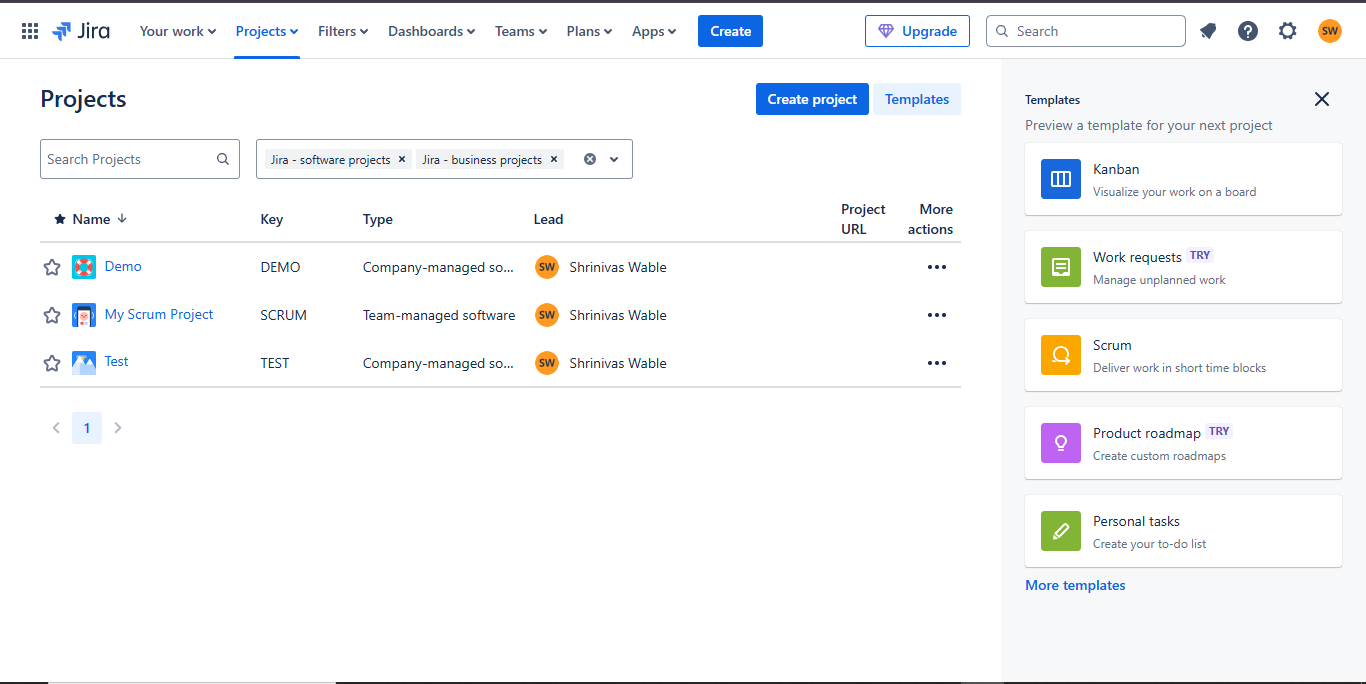 Jira Your work Projects Filters Dashboards Teams Plans Apps Create Upgrade Search SW
Projects
Create project Templates
Search Projects
Jira - software projects Jira - business projects
Name Key Type Lead Project URL More actions
Demo DEMO Company-managed so... SW Shrinivas Wable
My Scrum Project SCRUM Team-managed software SW Shrinivas Wable
Test TEST Company-managed so... SW Shrinivas Wable
1
Templates
Preview a template for your next project
Kanban
Visualize your work on a board
Work requests TRY
Manage unplanned work
Scrum
Deliver work in short time blocks
Product roadmap TRY
Create custom roadmaps
Personal tasks
Create your to-do list
More templates